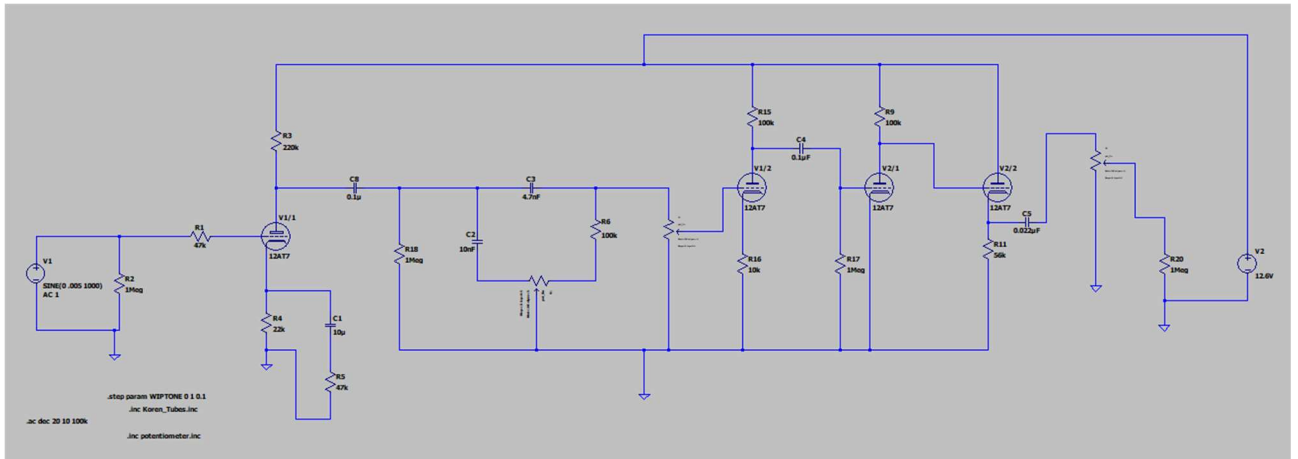 R15
100k
R9
100k
R3
220k
C4
0.1µF
V1/2
V2/1
V2/2
C8
0.1µ
C3
4.7nF
12AT7
12AT7
12AT7
V1/1
R1
47k
R6
100k
C2
10nF
C5
0.022µF
12AT7
R18
1Meg
R11
56k
V1
SINE(0 .005 1000)
AC 1
R2
1Meg
R16
10k
R17
1Meg
R20
1Meg
V2
12.6V
R4
22k
C1
10µ
R5
47k
.step param WIPTONE 0 1 0.1
.inc Koren_Tubes.inc
.ac dec 20 10 100k
.inc potentiometer.inc